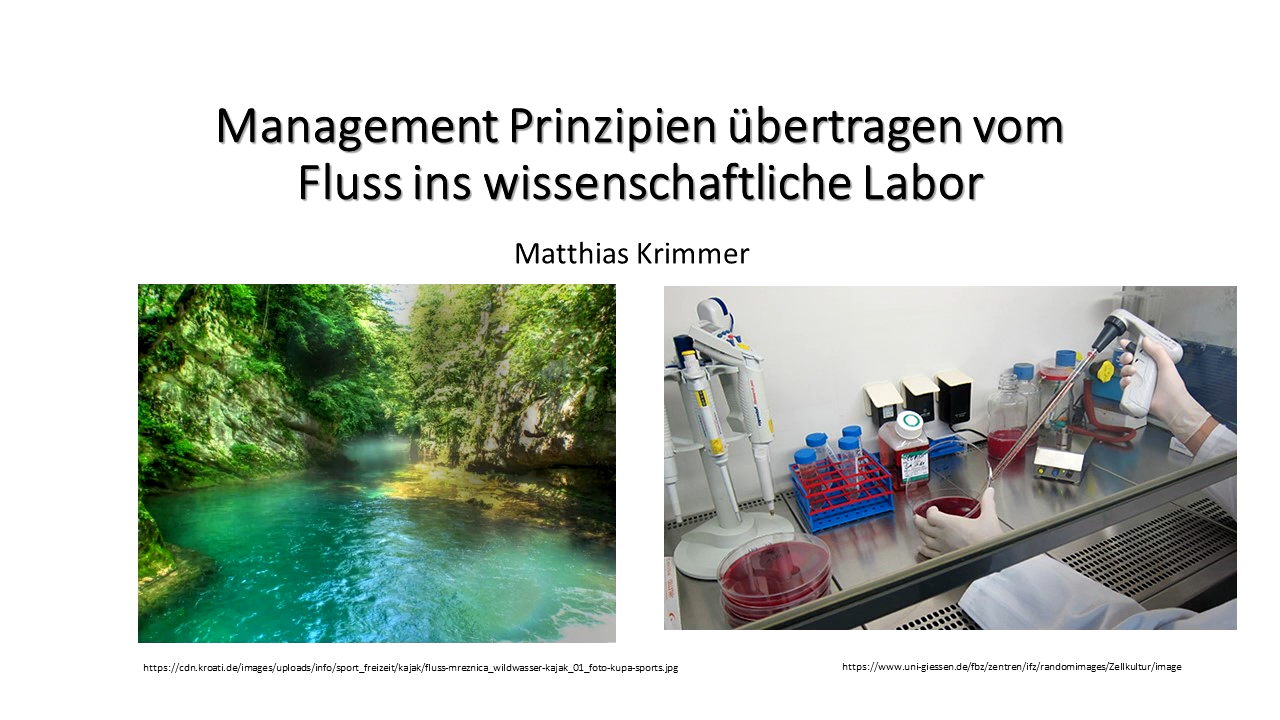 Management Prinzipien übertragen vom
Fluss ins wissenschaftliche Labor
Matthias Krimmer
https://cdn.kroati.de/images/uploads/info/sport_freizeit/kajak/fluss-mreznica_wildwasser-kajak_01_foto-kupa-sports.jpg
https://www.uni-giessen.de/fbz/zentren/ifz/randomimages/Zellkultur/image